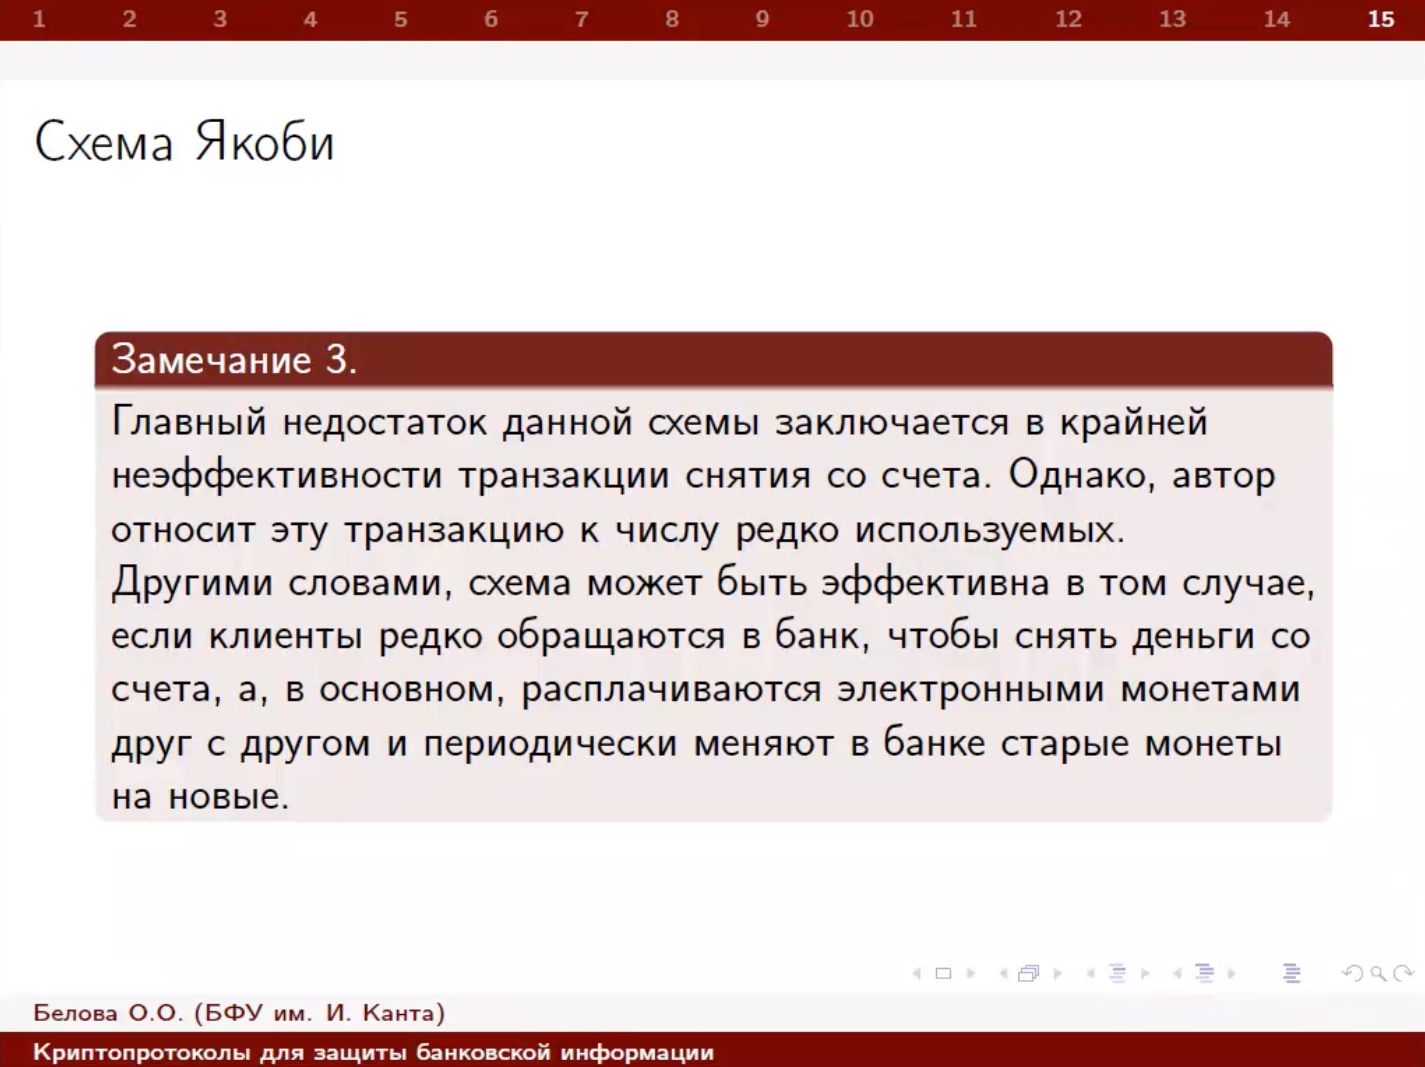 1 2 3 4 5 6 7 8 9 10 11 12 13 14 15
Схема Якоби
Замечание 3.
Главный недостаток данной схемы заключается в крайней
неэффективности транзакции снятия со счета. Однако, автор
относит эту транзакцию к числу редко используемых.
Другими словами, схема может быть эффективна в том случае,
если клиенты редко обращаются в банк, чтобы снять деньги со
счета, а, в основном, расплачиваются электронными монетами
друг с другом и периодически меняют в банке старые монеты
на новые.
Белова О.О. (БФУ им. И. Канта)
Криптопротоколы для защиты банковской информации